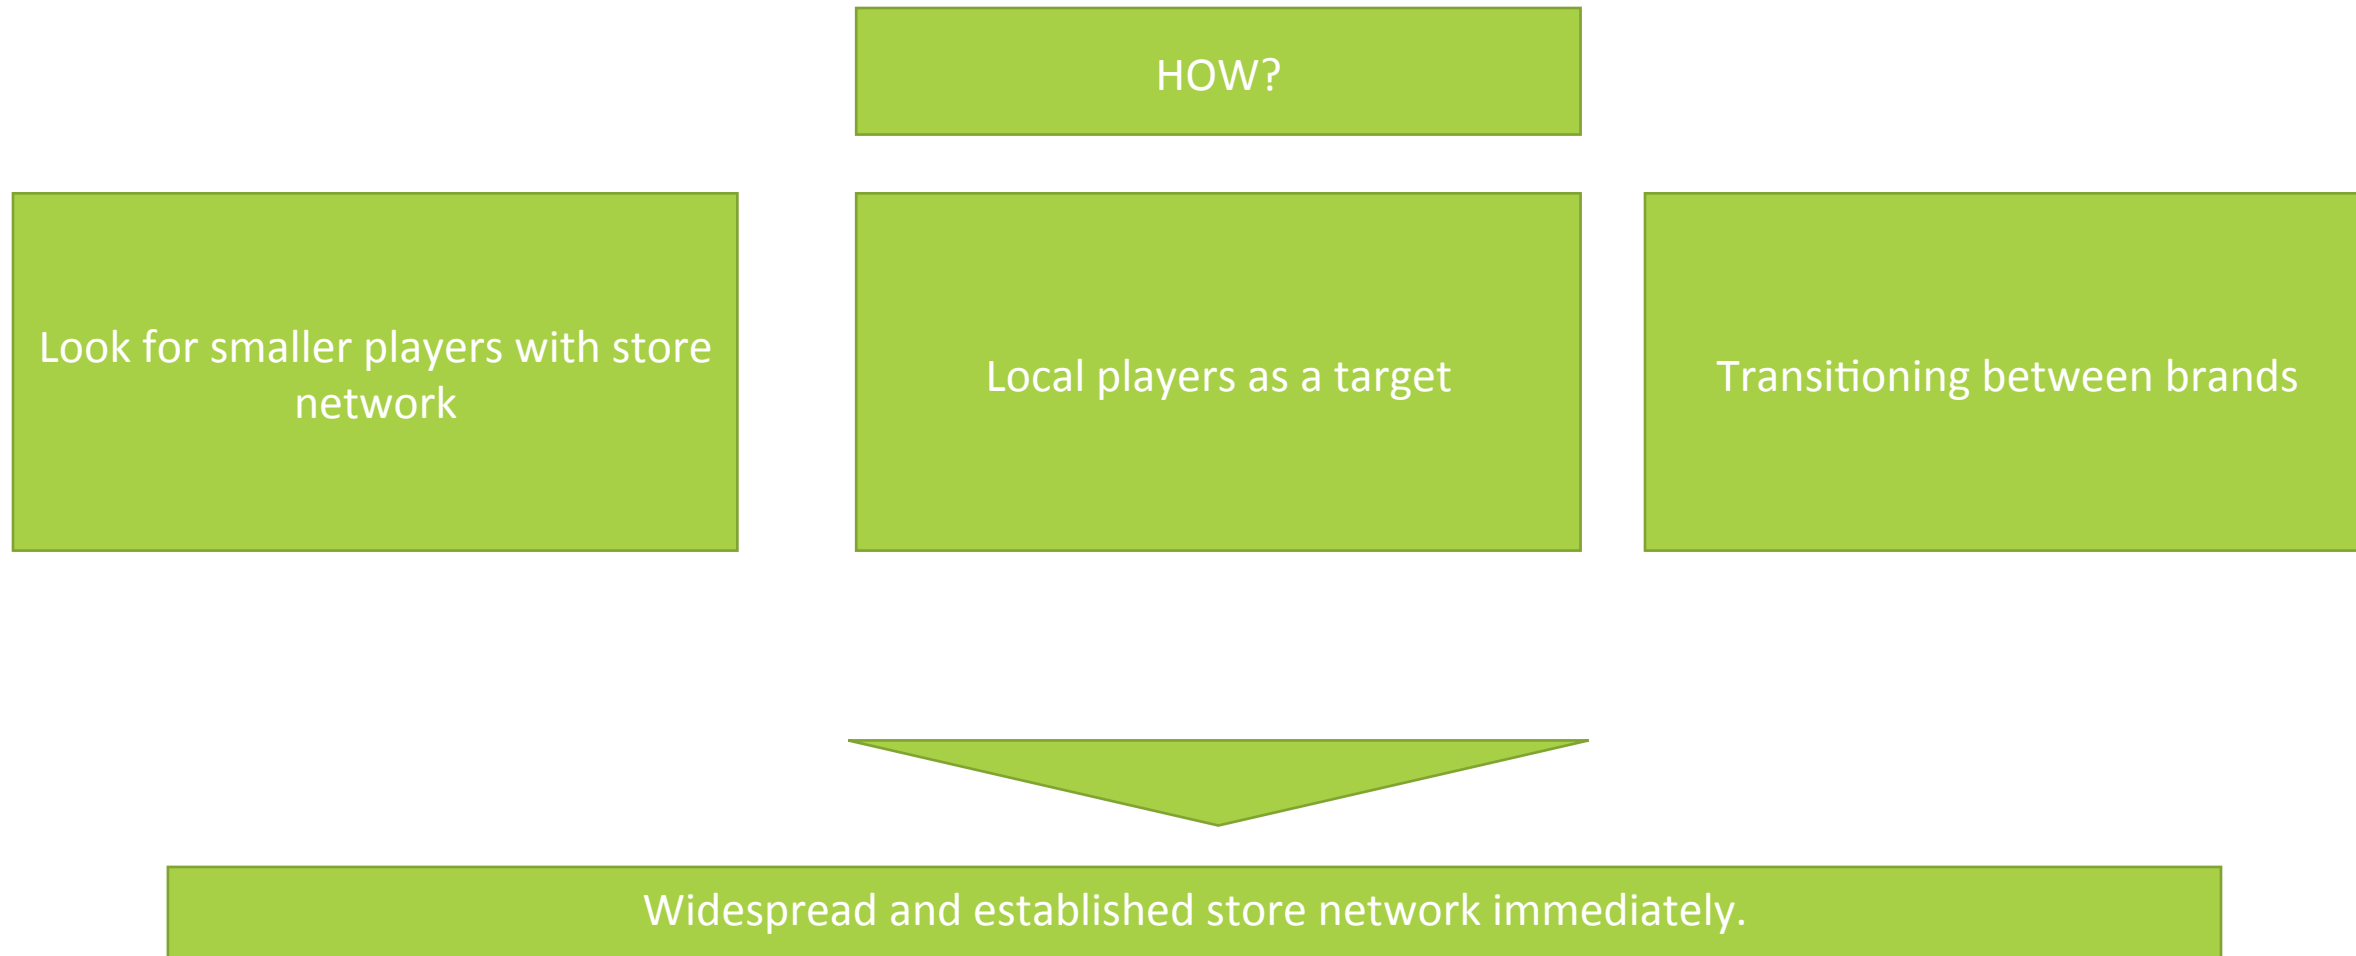 HOW?
Look for smaller players with store
network
Local players as a target
Transitioning between brands
Widespread and established store network immediately.